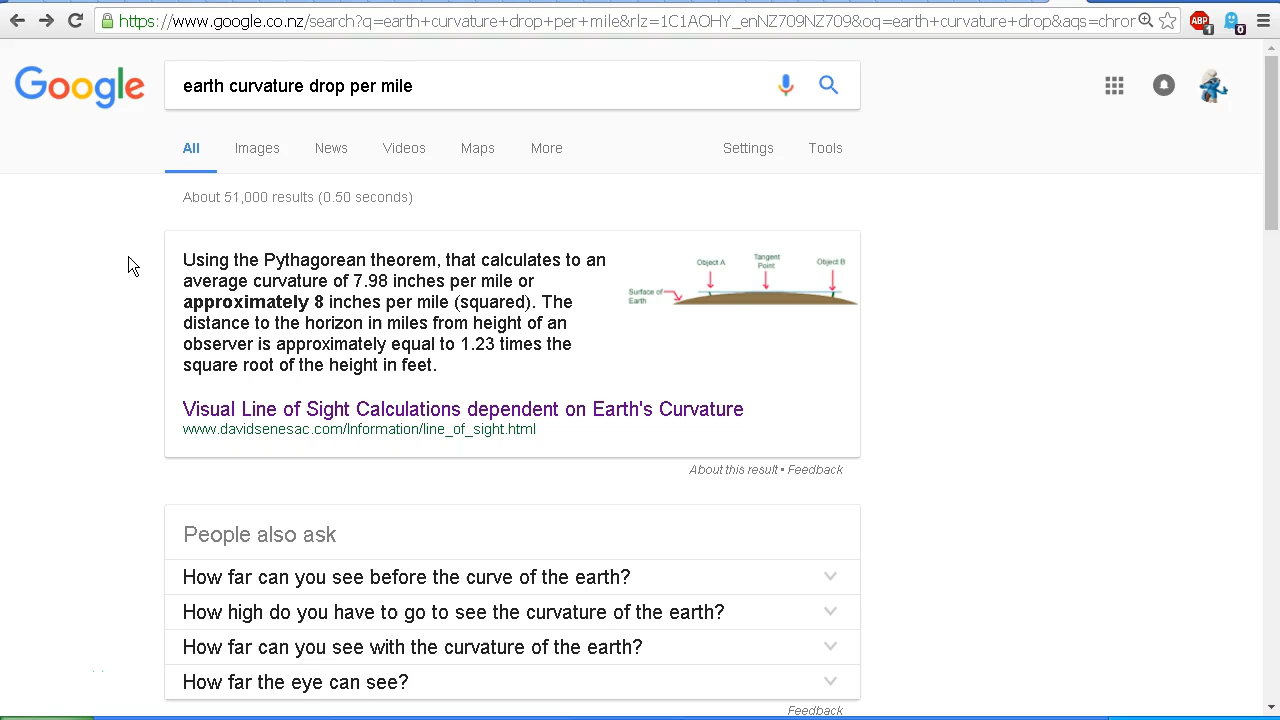 https://www.google.co.nz/search?q=earth+curvature+drop+per+mile&rlz=1C1AOHY_enNZ709NZ709&oq=earth+curvature+drop&aqs=chror
ABP
1
0
Google
earth curvature drop per mile
All Images News Videos Maps More Settings Tools
About 51,000 results (0.50 seconds)
Using the Pythagorean theorem, that calculates to an
average curvature of 7.98 inches per mile or
approximately 8 inches per mile (squared). The
distance to the horizon in miles from height of an
observer is approximately equal to 1.23 times the
square root of the height in feet.
Object A
Tangent
Point
Object B
Surface of
Earth
Visual Line of Sight Calculations dependent on Earth's Curvature
www.davidsenesac.com/Information/line_of_sight.html
About this result • Feedback
People also ask
How far can you see before the curve of the earth?
How high do you have to go to see the curvature of the earth?
How far can you see with the curvature of the earth?
How far the eye can see?
Feedback